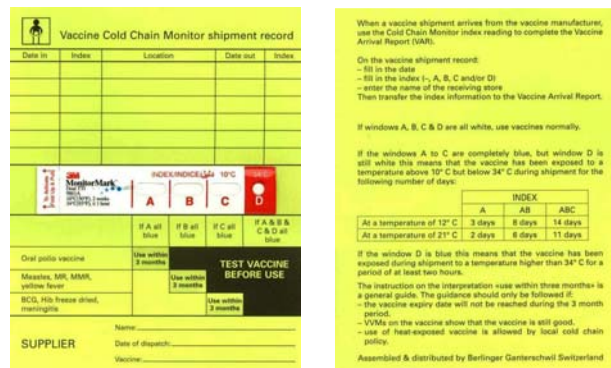 Vaccine Cold Chain Monitor shipment record
Date in Index Location Date out Index
3M
MonitorMark
INDEX/INDICE 10°C
A B C D
If A all blue If B all blue If C all blue If A & B & C & D all blue
Oral polio vaccine
Use within 3 months
TEST VACCINE BEFORE USE
Measles, MR, MMR, yellow fever
Use within 3 months
BCG, Hib freeze dried, meningitis
Use within 3 months
SUPPLIER
Name:
Date of dispatch:
Vaccine:
When a vaccine shipment arrives from the vaccine manufacturer,
use the Cold Chain Monitor index reading to complete the Vaccine
Arrival Report (VAR).
On the vaccine shipment record:
– fill in the date
– fill in the index (–, A, B, C and/or D)
– enter the name of the receiving store
Then transfer the index information to the Vaccine Arrival Report.
If windows A, B, C & D are all white, use vaccines normally.
If the windows A to C are completely blue, but window D is
still white this means that the vaccine has been exposed to a
temperature above 10° C but below 34° C during shipment for the
following number of days:
INDEX
A AB ABC
At a temperature of 12° C 3 days 8 days 14 days
At a temperature of 21° C 2 days 6 days 11 days
If the window D is blue this means that the vaccine has been
exposed during shipment to a temperature higher than 34° C for a
period of at least two hours.
The instruction on the interpretation «use within three months» is
a general guide. The guidance should only be followed if:
– the vaccine expiry date will not be reached during the 3 month
period.
– VVMs on the vaccine show that the vaccine is still good.
– use of heat-exposed vaccine is allowed by local cold chain
policy.
Assembled & distributed by Berlinger Ganterschwil Switzerland